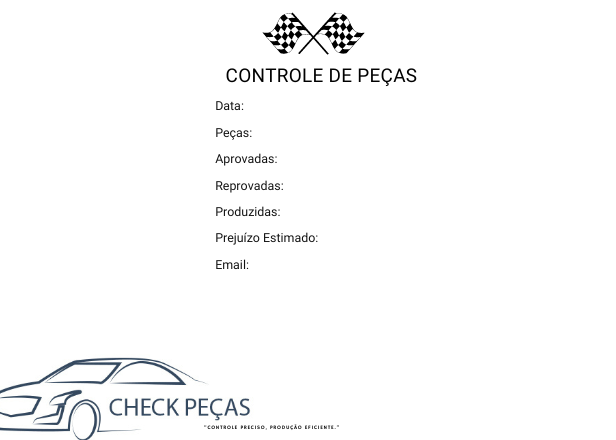 CONTROLE DE PEÇAS
Data:
Peças:
Aprovadas:
Reprovadas:
Produzidas:
Prejuízo Estimado:
Email:
CHECK PEÇAS
"CONTROLE PRECISO, PRODUÇÃO EFICIENTE."